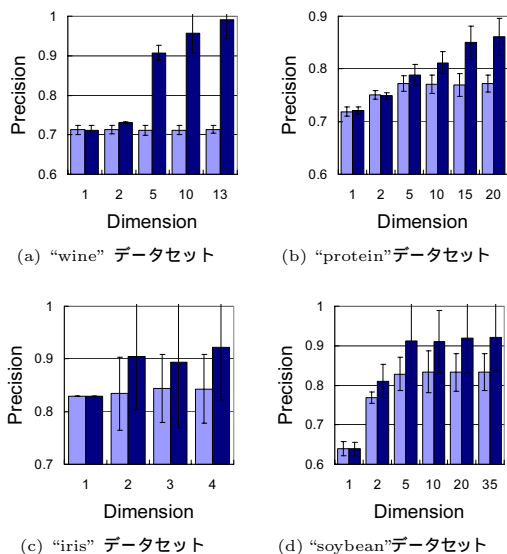 1
0.9
0.8
0.7
0.6
Precision
1 2 5 10 13
Dimension
(a) “wine” データセット
0.9
0.8
0.7
0.6
Precision
1 2 5 10 15 20
Dimension
(b) “protein”データセット
1
0.9
0.8
0.7
Precision
1 2 3 4
Dimension
(c) “iris” データセット
1
0.9
0.8
0.7
0.6
Precision
1 2 5 10 20 35
Dimension
(d) “soybean”データセット